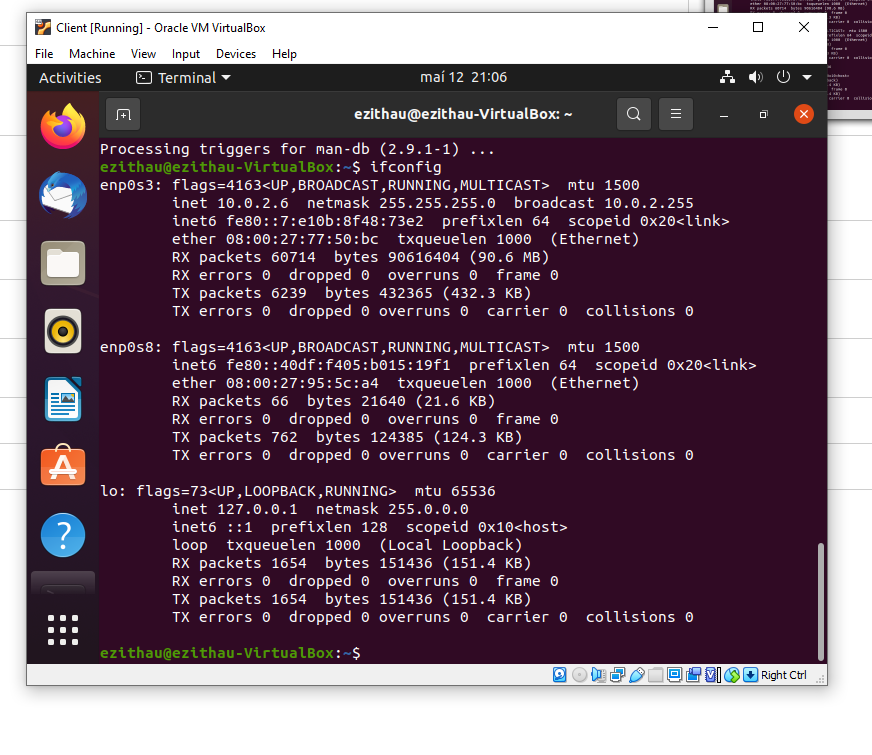 Client [Running] - Oracle VM VirtualBox
File Machine View Input Devices Help
Activities Terminal maí 12 21:06
ezithau@ezithau-VirtualBox: ~
Processing triggers for man-db (2.9.1-1) ...
ezithau@ezithau-VirtualBox:~$ ifconfig
enp0s3: flags=4163<UP,BROADCAST,RUNNING,MULTICAST>  mtu 1500
        inet 10.0.2.6  netmask 255.255.255.0  broadcast 10.0.2.255
        inet6 fe80::7:e10b:8f48:73e2  prefixlen 64  scopeid 0x20<link>
        ether 08:00:27:77:50:bc  txqueuelen 1000  (Ethernet)
        RX packets 60714  bytes 90616404 (90.6 MB)
        RX errors 0  dropped 0  overruns 0  frame 0
        TX packets 6239  bytes 432365 (432.3 KB)
        TX errors 0  dropped 0 overruns 0  carrier 0  collisions 0
enp0s8: flags=4163<UP,BROADCAST,RUNNING,MULTICAST>  mtu 1500
        inet6 fe80::40df:f405:b015:19f1  prefixlen 64  scopeid 0x20<link>
        ether 08:00:27:95:5c:a4  txqueuelen 1000  (Ethernet)
        RX packets 66  bytes 21640 (21.6 KB)
        RX errors 0  dropped 0  overruns 0  frame 0
        TX packets 762  bytes 124385 (124.3 KB)
        TX errors 0  dropped 0 overruns 0  carrier 0  collisions 0
lo: flags=73<UP,LOOPBACK,RUNNING>  mtu 65536
        inet 127.0.0.1  netmask 255.0.0.0
        inet6 ::1  prefixlen 128  scopeid 0x10<host>
        loop  txqueuelen 1000  (Local Loopback)
        RX packets 1654  bytes 151436 (151.4 KB)
        RX errors 0  dropped 0  overruns 0  frame 0
        TX packets 1654  bytes 151436 (151.4 KB)
        TX errors 0  dropped 0 overruns 0  carrier 0  collisions 0
ezithau@ezithau-VirtualBox:~$
Right Ctrl